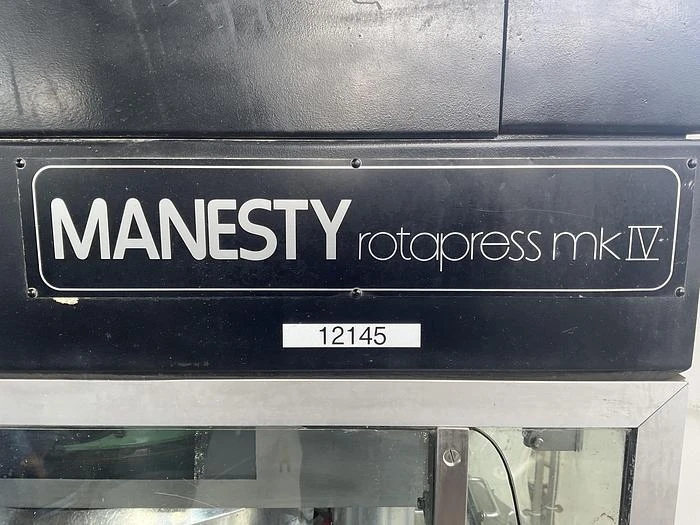 MANESTY rotapress mk IV
12145